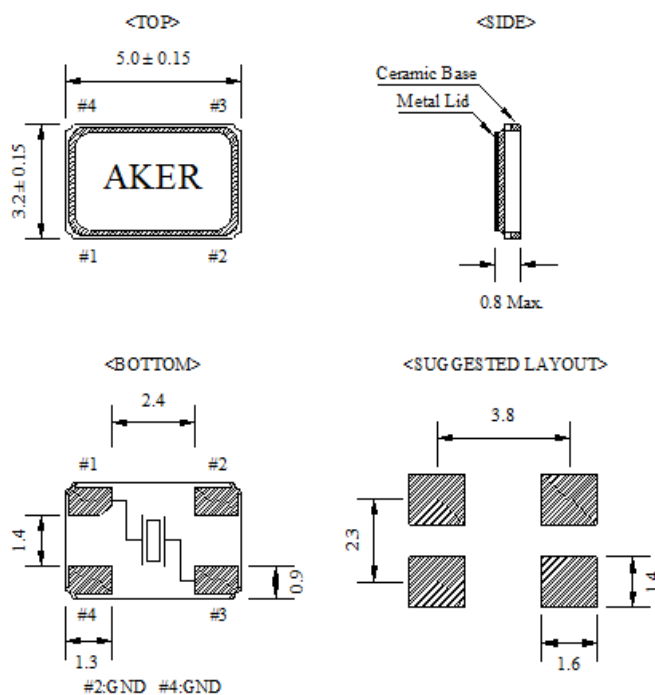 <TOP>
5.0± 0.15
#4 #3
3.2± 0.15
AKER
#1 #2
<SIDE>
Ceramic Base
Metal Lid
0.8 Max.
<BOTTOM>
2.4
#1 #2
1.4
0.9
#4 #3
1.3
#2:GND #4:GND
<SUGGESTED LAYOUT>
3.8
2.3
1.4
1.6